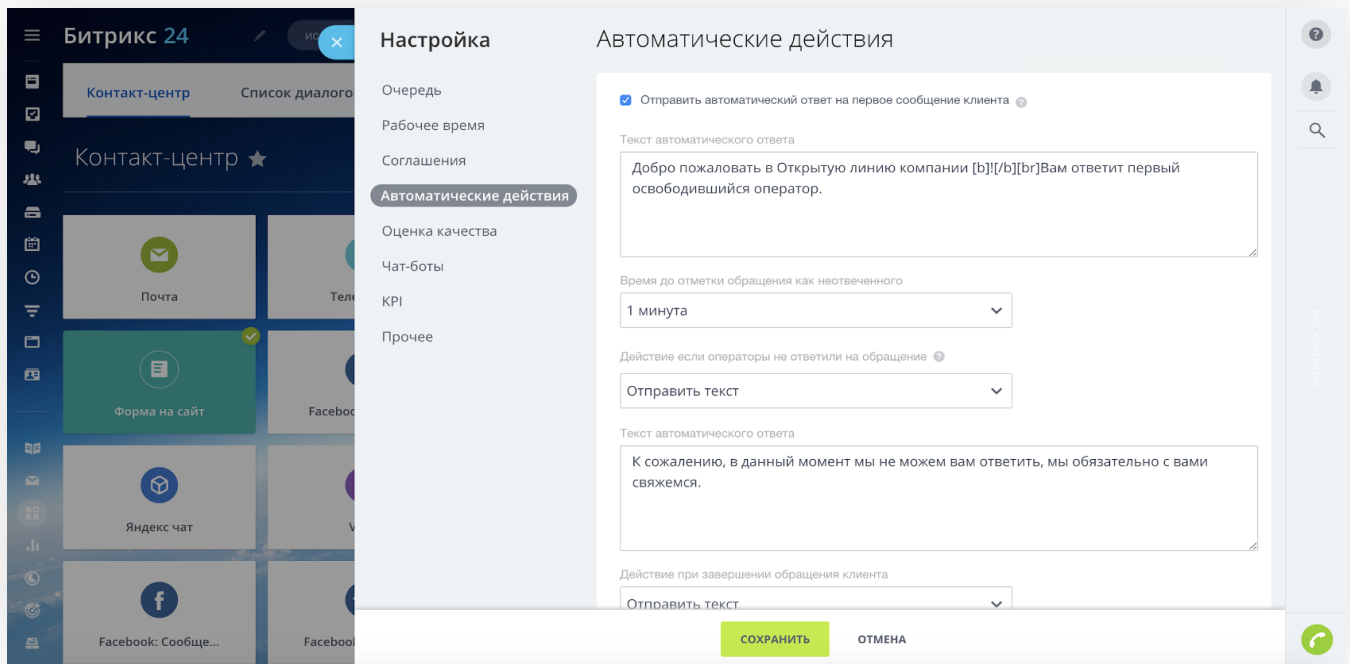 Битрикс 24
Контакт-центр
Список диалого
Контакт-центр
Почта
Теле
Форма на сайт
Facebo
Яндекс чат
V
Facebook: Сообще...
Facebool
Настройка
Очередь
Рабочее время
Соглашения
Автоматические действия
Оценка качества
Чат-боты
KPI
Прочее
Автоматические действия
Отправить автоматический ответ на первое сообщение клиента
Текст автоматического ответа
Добро пожаловать в Открытую линию компании [b]![/b][br]Вам ответит первый
освободившийся оператор.
Время до отметки обращения как неотвеченного
1 минута
Действие если операторы не ответили на обращение
Отправить текст
Текст автоматического ответа
К сожалению, в данный момент мы не можем вам ответить, мы обязательно с вами
свяжемся.
Действие при завершении обращения клиента
Отправить текст
СОХРАНИТЬ
ОТМЕНА